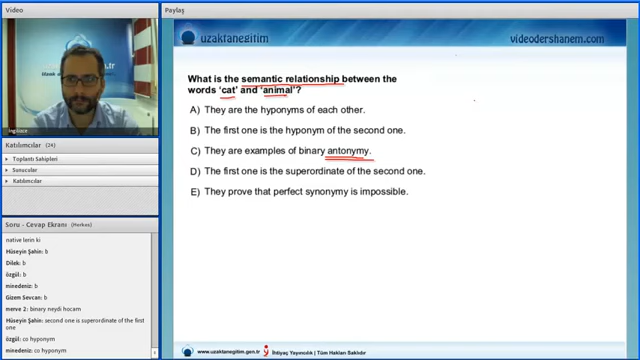 Video
Paylaş
İngilizce
Katılımcılar (24)
Toplantı Sahipleri
Sunucular
Katılımcılar
Soru - Cevap Ekranı (Herkes)
native lerin ki
Hüseyin Şahin: b
Dilek: b
özgül: b
minedeniz: b
Gizem Sevcan: b
merve 2: binary neydi hocam
Hüseyin Şahin: second one is superordinate of the first one
özgül: co hyponym
minedeniz: co hyponym
uzaktanegitim
videodershanem.com
What is the semantic relationship between the
words ‘cat’ and ‘animal’?
A) They are the hyponyms of each other.
B) The first one is the hyponym of the second one.
C) They are examples of binary antonymy.
D) The first one is the superordinate of the second one.
E) They prove that perfect synonymy is impossible.
www.uzaktanegitim.gen.tr
İhtiyaç Yayıncılık | Tüm Hakları Saklıdır